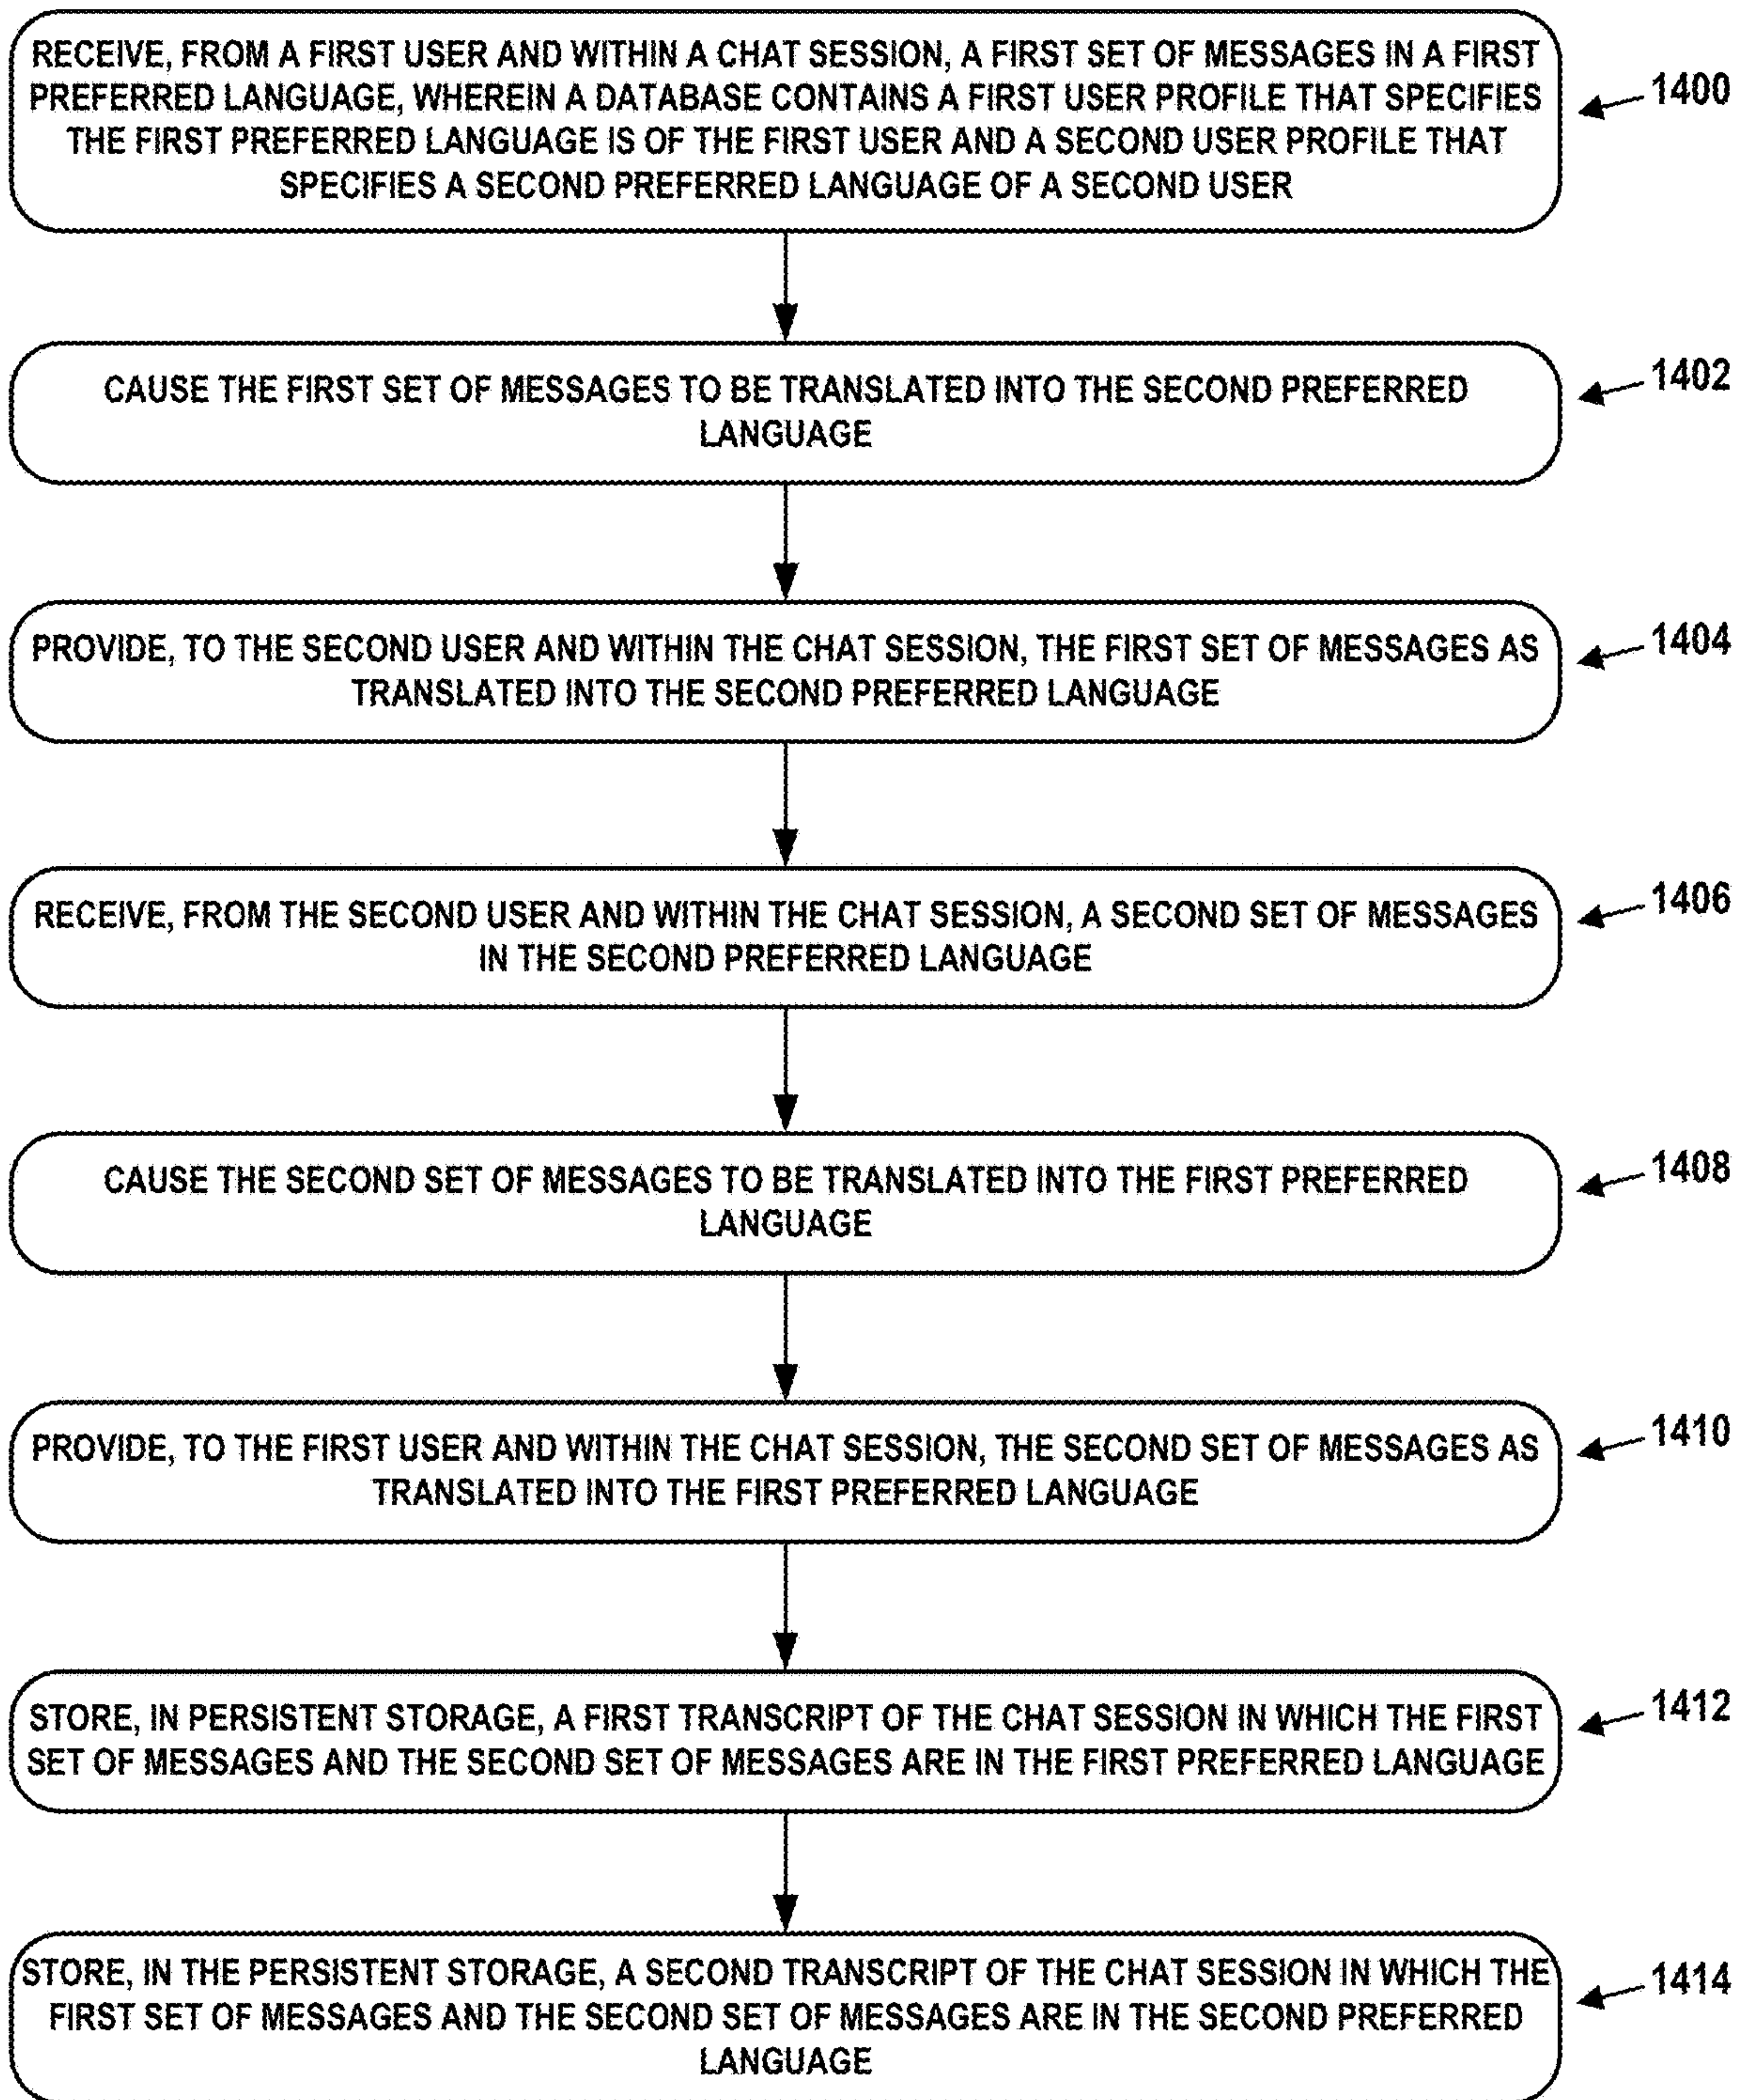 RECEIVE, FROM A FIRST USER AND WITHIN A CHAT SESSION, A FIRST SET OF MESSAGES IN A FIRST
PREFERRED LANGUAGE, WHEREIN A DATABASE CONTAINS A FIRST USER PROFILE THAT SPECIFIES
THE FIRST PREFERRED LANGUAGE IS OF THE FIRST USER AND A SECOND USER PROFILE THAT
SPECIFIES A SECOND PREFERRED LANGUAGE OF A SECOND USER
1400
CAUSE THE FIRST SET OF MESSAGES TO BE TRANSLATED INTO THE SECOND PREFERRED
LANGUAGE
1402
PROVIDE, TO THE SECOND USER AND WITHIN THE CHAT SESSION, THE FIRST SET OF MESSAGES AS
TRANSLATED INTO THE SECOND PREFERRED LANGUAGE
1404
RECEIVE, FROM THE SECOND USER AND WITHIN THE CHAT SESSION, A SECOND SET OF MESSAGES
IN THE SECOND PREFERRED LANGUAGE
1406
CAUSE THE SECOND SET OF MESSAGES TO BE TRANSLATED INTO THE FIRST PREFERRED
LANGUAGE
1408
PROVIDE, TO THE FIRST USER AND WITHIN THE CHAT SESSION, THE SECOND SET OF MESSAGES AS
TRANSLATED INTO THE FIRST PREFERRED LANGUAGE
1410
STORE, IN PERSISTENT STORAGE, A FIRST TRANSCRIPT OF THE CHAT SESSION IN WHICH THE FIRST
SET OF MESSAGES AND THE SECOND SET OF MESSAGES ARE IN THE FIRST PREFERRED LANGUAGE
1412
STORE, IN THE PERSISTENT STORAGE, A SECOND TRANSCRIPT OF THE CHAT SESSION IN WHICH THE
FIRST SET OF MESSAGES AND THE SECOND SET OF MESSAGES ARE IN THE SECOND PREFERRED
LANGUAGE
1414